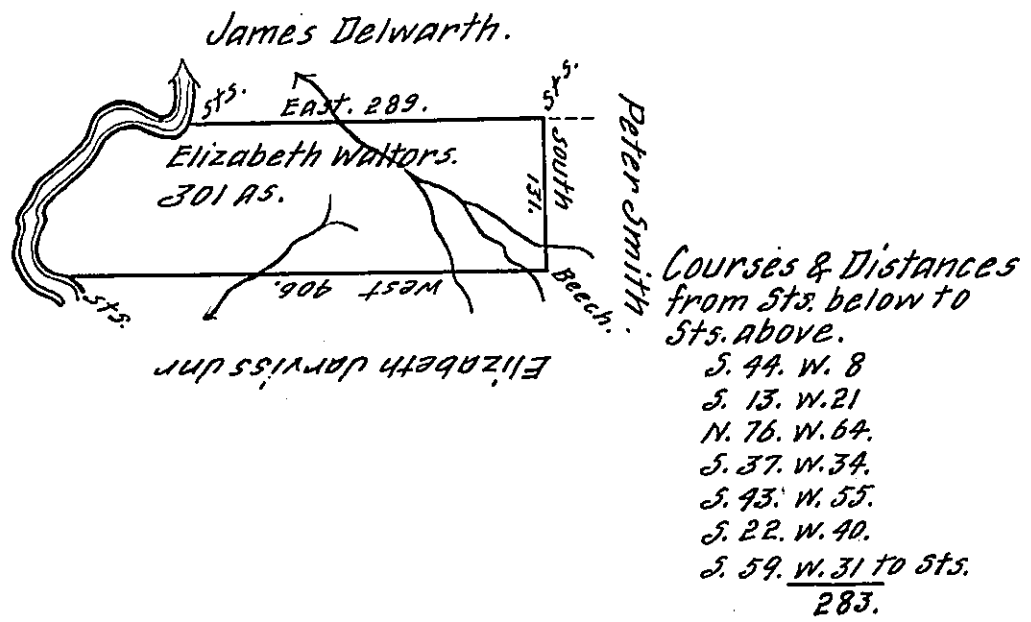 James Delwarth.
Sts.
East. 289.
Sts.
Elizabeth Waltors.
301 As.
South
131.
Peter Smith.
Sts.
West 406.
Beech.
Elizabeth Jarviss Jnr
Courses & Distances
from Sts. below to
Sts. above.
S. 44. W. 8
S. 13. W. 21
N. 76. W. 64.
S. 37. W. 34.
S. 43. W. 55.
S. 22. W. 40.
S. 59. W. 31 to Sts.
283.